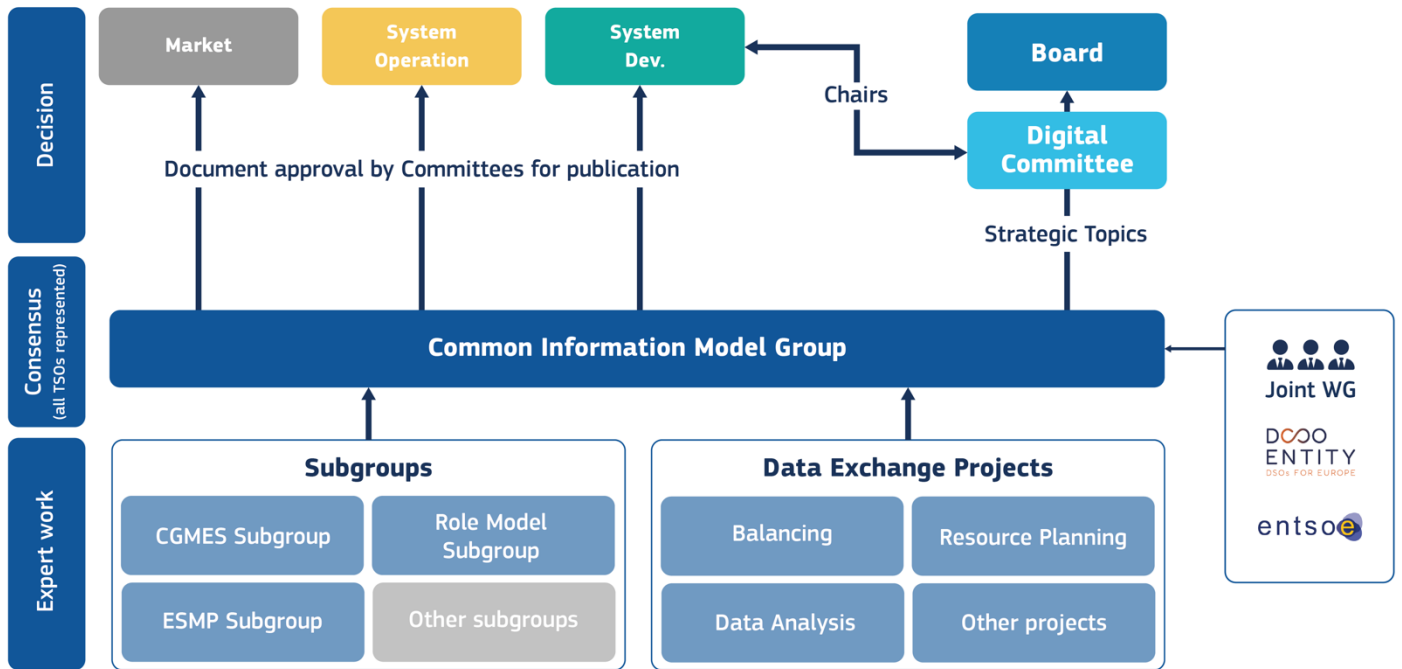 Decision
Market
System
Operation
System
Dev.
Board
Chairs
Digital
Committee
Document approval by Committees for publication
Strategic Topics
Consensus
(all TSOs represented)
Common Information Model Group
Joint WG
DSO
ENTITY
DSOs FOR EUROPE
entsoe
Expert work
Subgroups
CGMES Subgroup
Role Model
Subgroup
ESMP Subgroup
Other subgroups
Data Exchange Projects
Balancing
Resource Planning
Data Analysis
Other projects